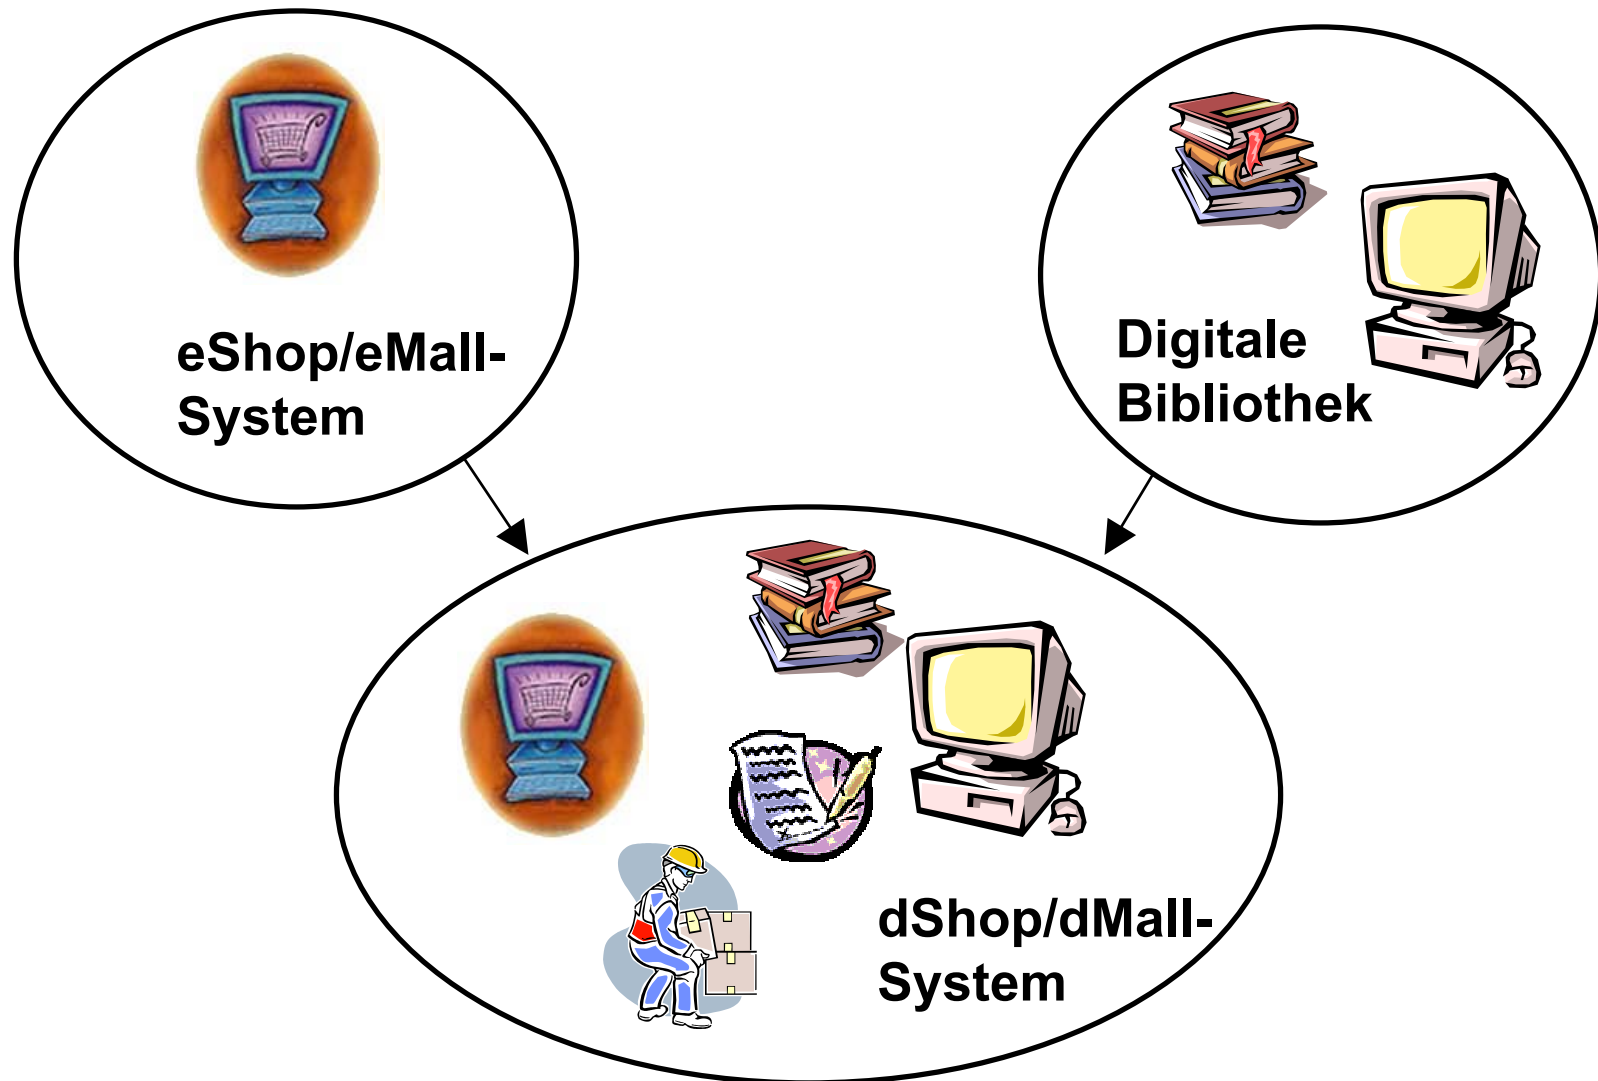 eShop/eMall-
System
Digitale
Bibliothek
dShop/dMall-
System